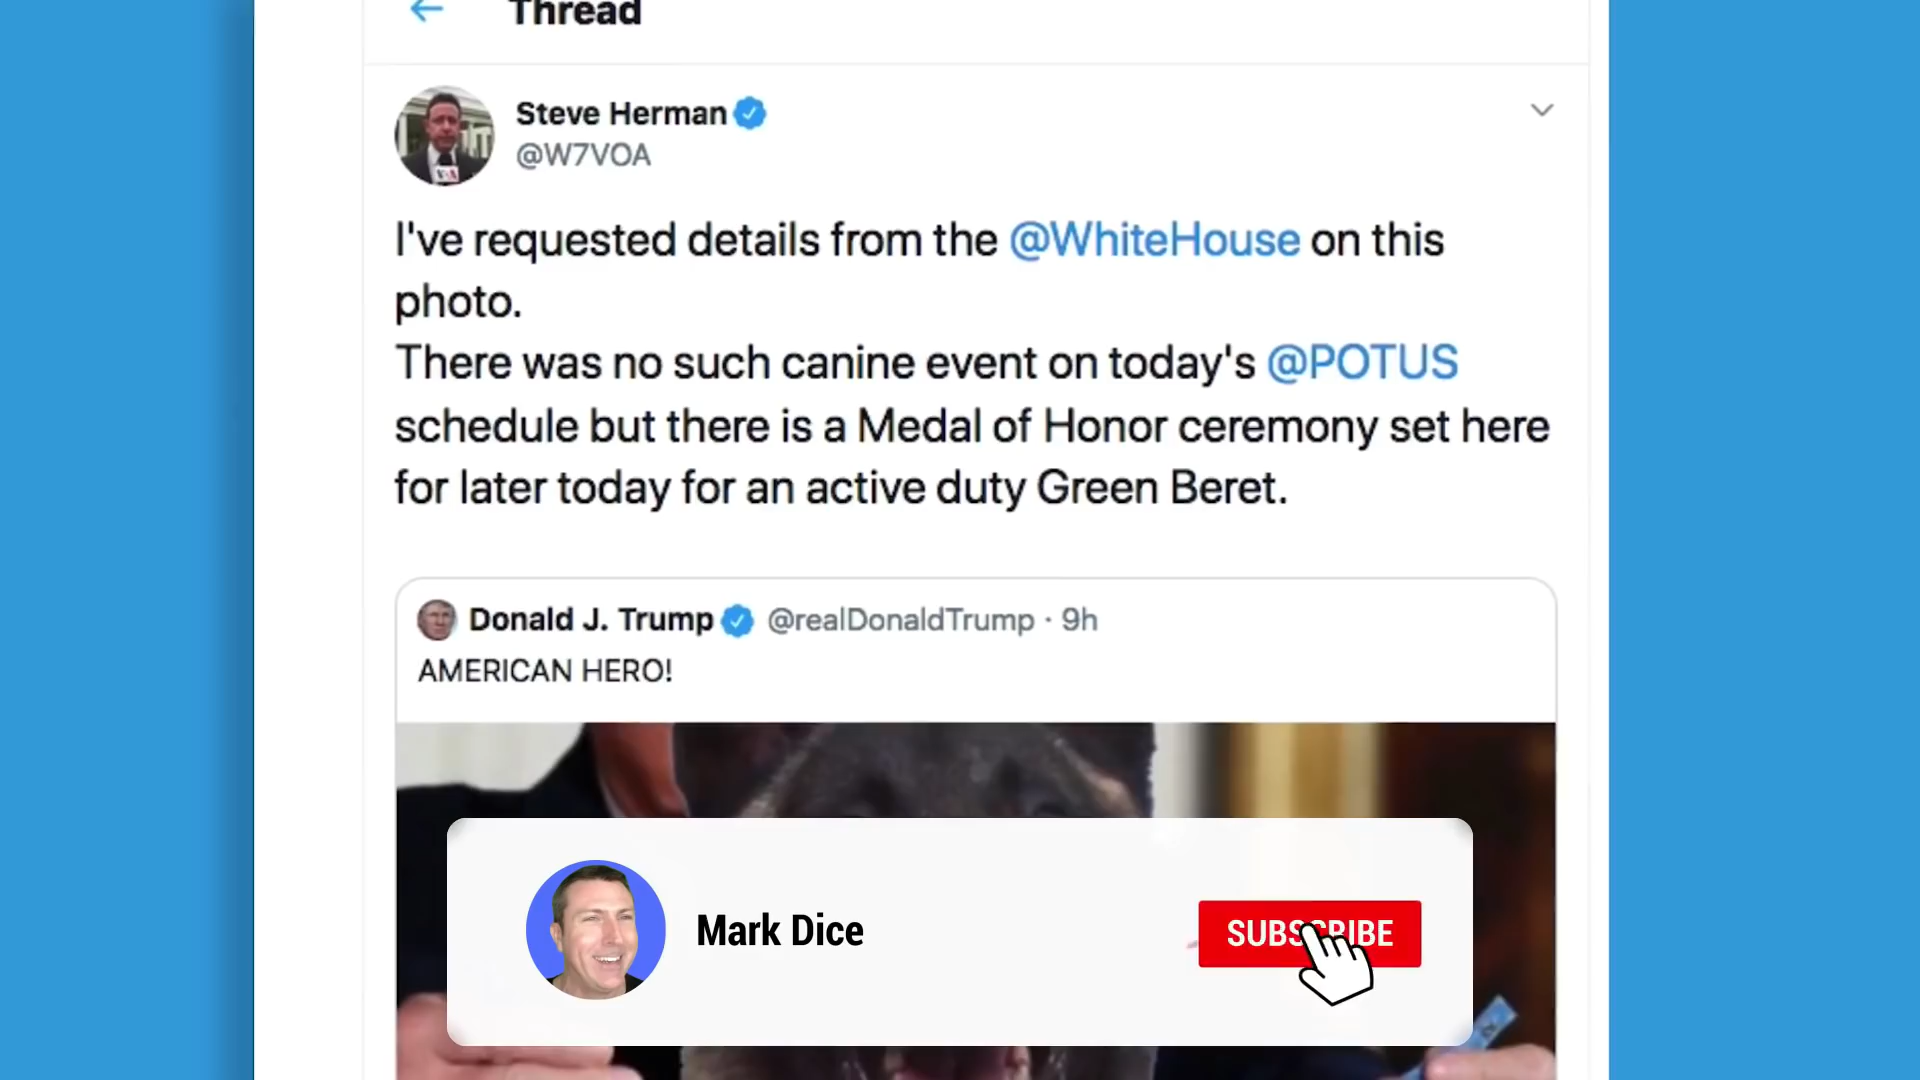 Thread
Steve Herman
@W7VOA
I've requested details from the @WhiteHouse on this
photo.
There was no such canine event on today's @POTUS
schedule but there is a Medal of Honor ceremony set here
for later today for an active duty Green Beret.
Donald J. Trump @realDonaldTrump · 9h
AMERICAN HERO!
Mark Dice
SUBSCRIBE